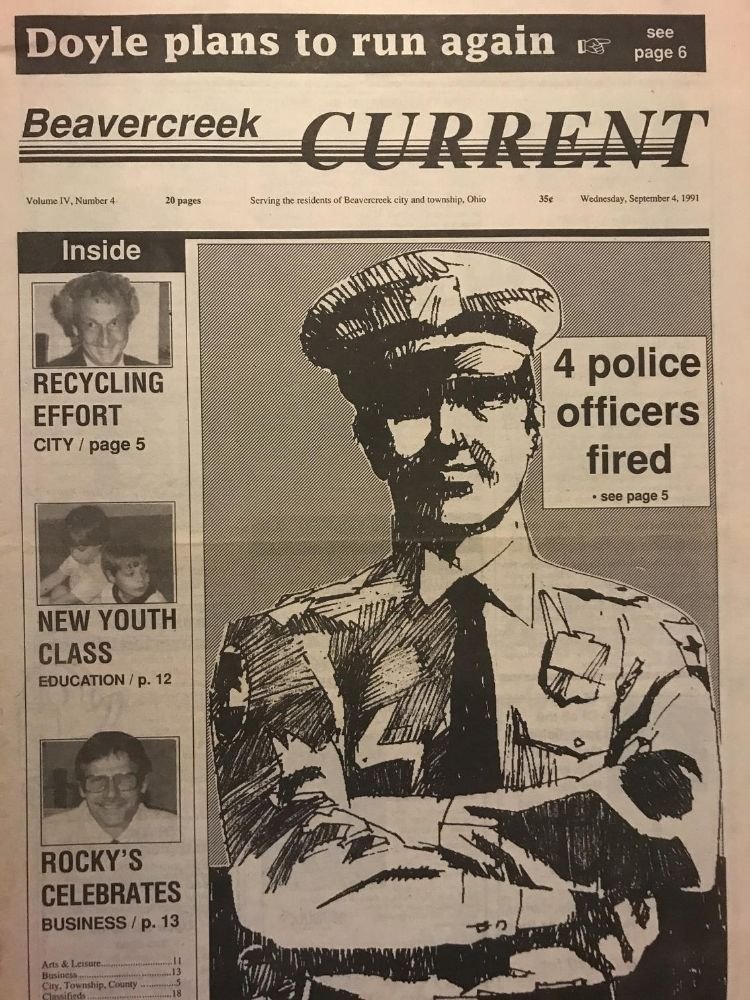 Doyle plans to run again
see
page 6
Beavercreek CURRENT
Volume IV, Number 4 20 pages Serving the residents of Beavercreek city and township, Ohio 35¢ Wednesday, September 4, 1991
Inside
RECYCLING
EFFORT
CITY / page 5
NEW YOUTH
CLASS
EDUCATION / p. 12
ROCKY'S
CELEBRATES
BUSINESS / p. 13
Arts & Leisure..........................11
Business..................................13
City, Township, County............5
Classifieds...............................18
4 police
officers
fired
• see page 5